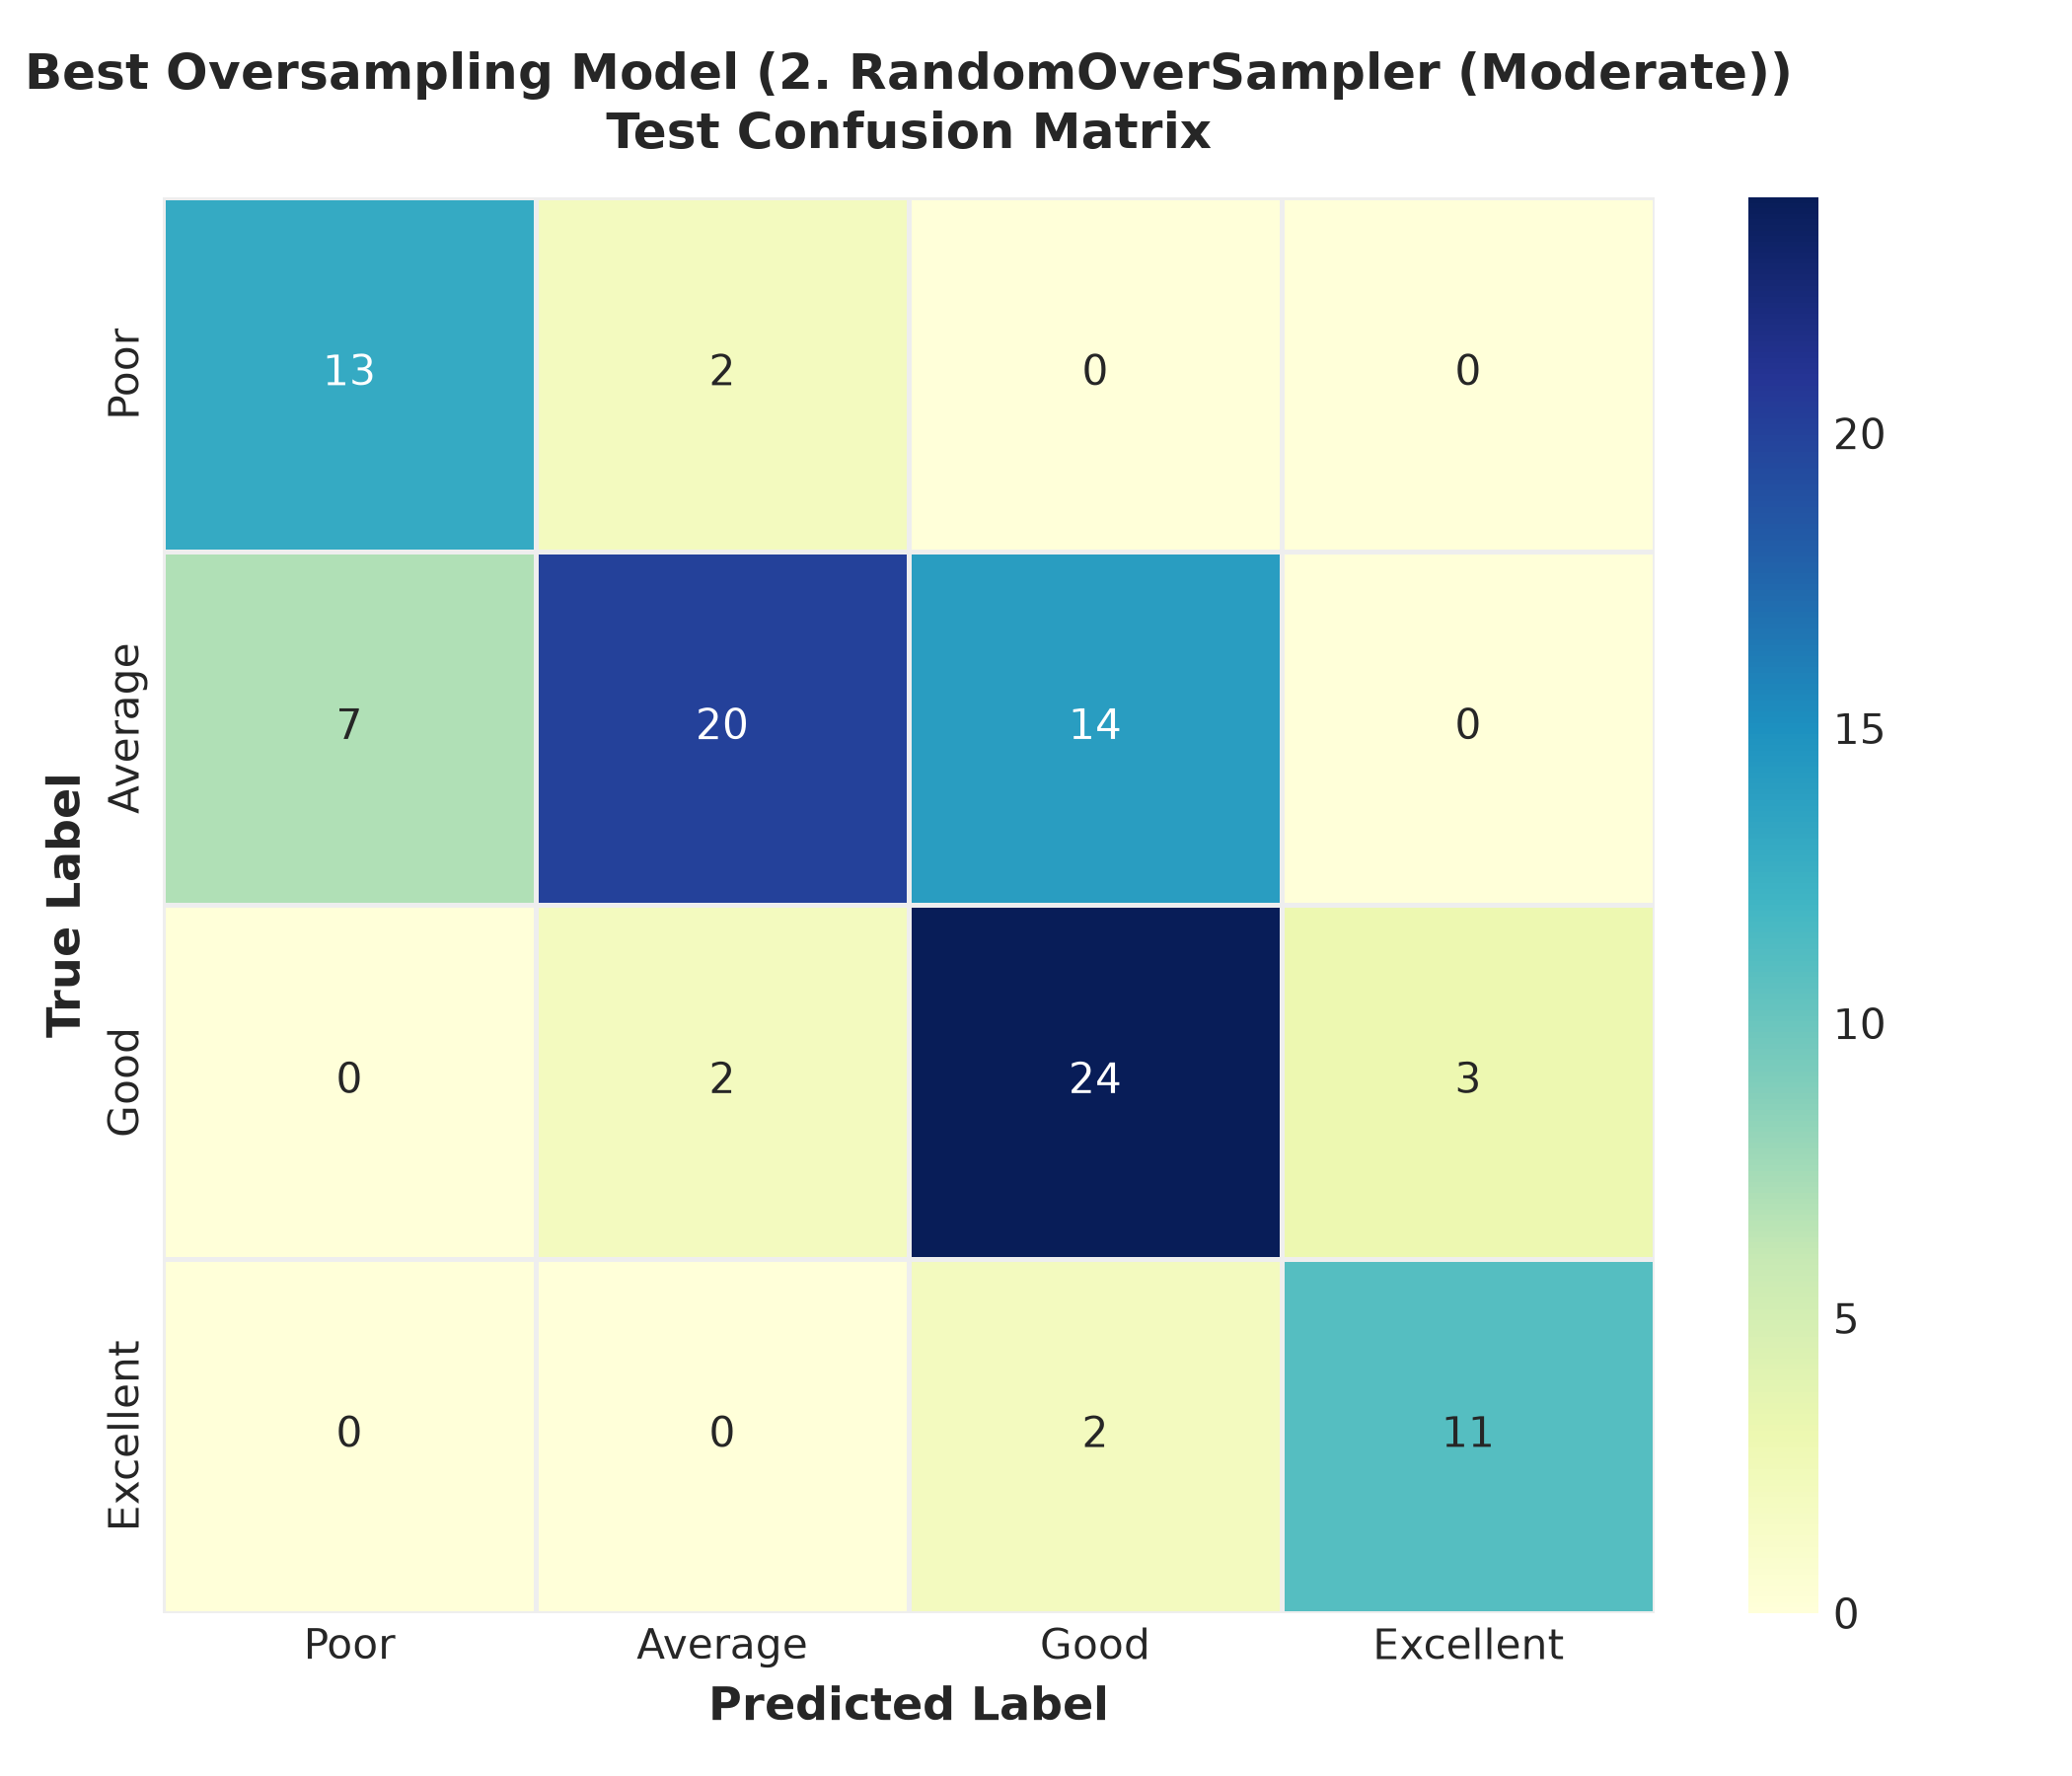 Best Oversampling Model (2. RandomOverSampler (Moderate))
Test Confusion Matrix
True Label
Poor
13
2
0
0
Average
7
20
14
0
Good
0
2
24
3
Excellent
0
0
2
11
Poor
Average
Good
Excellent
Predicted Label
20
15
10
5
0